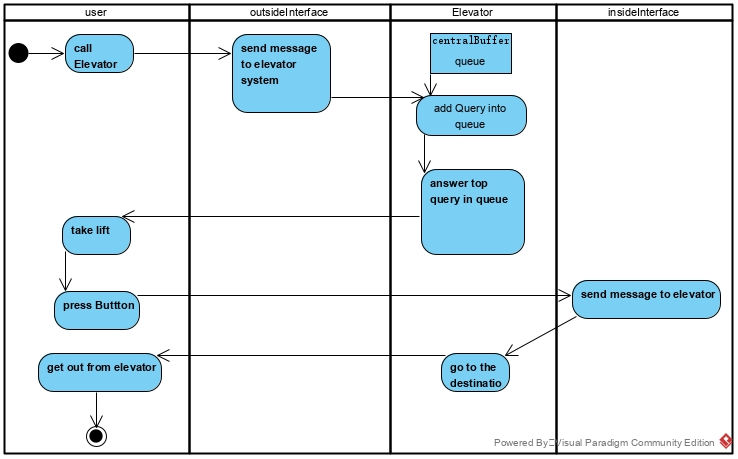 user
outsideInterface
Elevator
insideInterface
call
Elevator
send message
to elevator
system
centralBuffer
queue
add Query into
queue
answer top
query in queue
take lift
press Buttton
send message to elevator
get out from elevator
go to the
destinatio
Powered By Visual Paradigm Community Edition